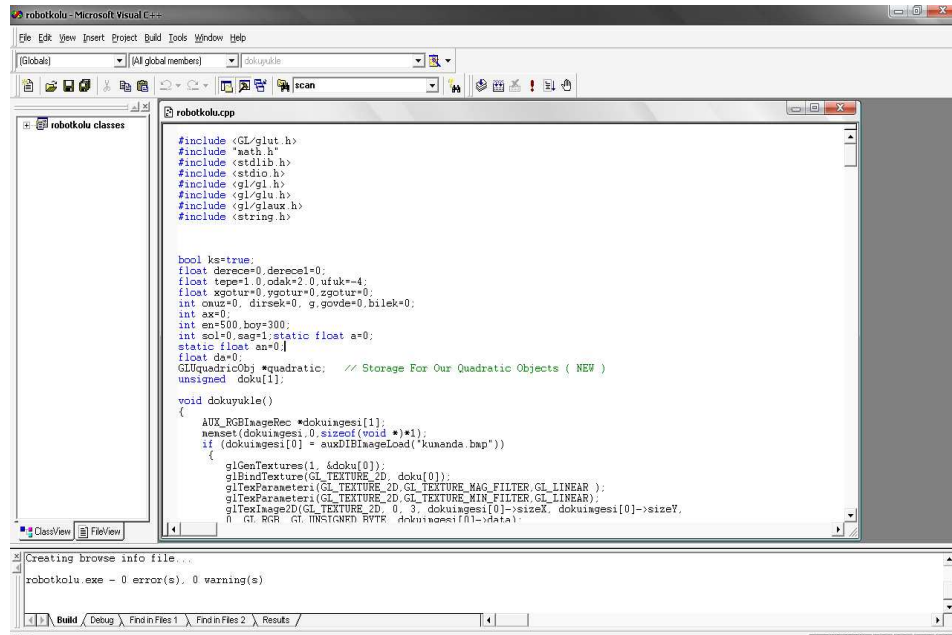 robotkolu - Microsoft Visual C++
File Edit View Insert Project Build Tools Window Help
(Globals) (All global members) dokuyukle
scan
robotkolu classes
robotkolu.cpp
#include <GL/glut.h>
#include "math.h"
#include <stdlib.h>
#include <stdio.h>
#include <gl/gl.h>
#include <gl/glu.h>
#include <gl/glaux.h>
#include <string.h>
bool ks=true;
float derece=0,derece1=0;
float tepe=1.0,odak=2.0,ufuk=-4;
float xgotur=0,ygotur=0,zgotur=0;
int omuz=0, dirsek=0, g,govde=0,bilek=0;
int ax=0;
int en=500,boy=300;
int sol=0,sag=1;static float a=0;
static float an=0;
float da=0;
GLUquadricObj *quadratic; // Storage For Our Quadratic Objects ( NEW )
unsigned doku[1];
void dokuyukle()
{
AUX_RGBImageRec *dokuimgesi[1];
memset(dokuimgesi,0,sizeof(void *)*1);
if (dokuimgesi[0] = auxDIBImageLoad("kumanda.bmp"))
{
glGenTextures(1, &doku[0]);
glBindTexture(GL_TEXTURE_2D, doku[0]);
glTexParameteri(GL_TEXTURE_2D,GL_TEXTURE_MAG_FILTER,GL_LINEAR );
glTexParameteri(GL_TEXTURE_2D,GL_TEXTURE_MIN_FILTER,GL_LINEAR);
glTexImage2D(GL_TEXTURE_2D, 0, 3, dokuimgesi[0]->sizeX, dokuimgesi[0]->sizeY,
0, GL_RGB, GL_UNSIGNED_BYTE, dokuimgesi[0]->data);
ClassView FileView
Creating browse info file...
robotkolu.exe - 0 error(s), 0 warning(s)
Build Debug Find in Files 1 Find in Files 2 Results